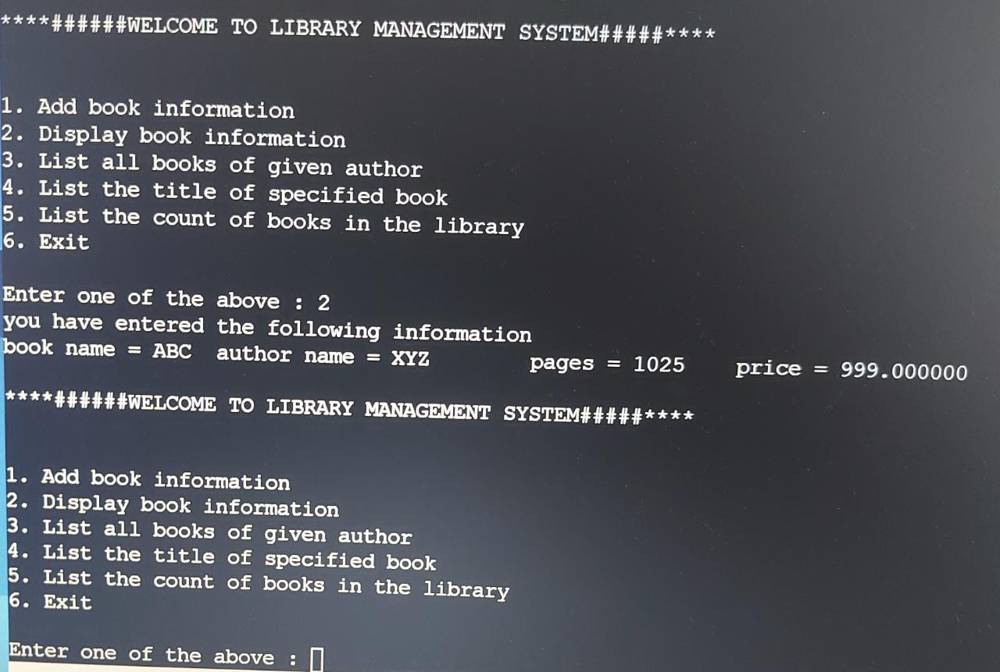 ****######WELCOME TO LIBRARY MANAGEMENT SYSTEM#####****
1. Add book information
2. Display book information
3. List all books of given author
4. List the title of specified book
5. List the count of books in the library
6. Exit
Enter one of the above : 2
you have entered the following information
book name = ABC  author name = XYZ        pages = 1025    price = 999.000000
****######WELCOME TO LIBRARY MANAGEMENT SYSTEM#####****
1. Add book information
2. Display book information
3. List all books of given author
4. List the title of specified book
5. List the count of books in the library
6. Exit
Enter one of the above :